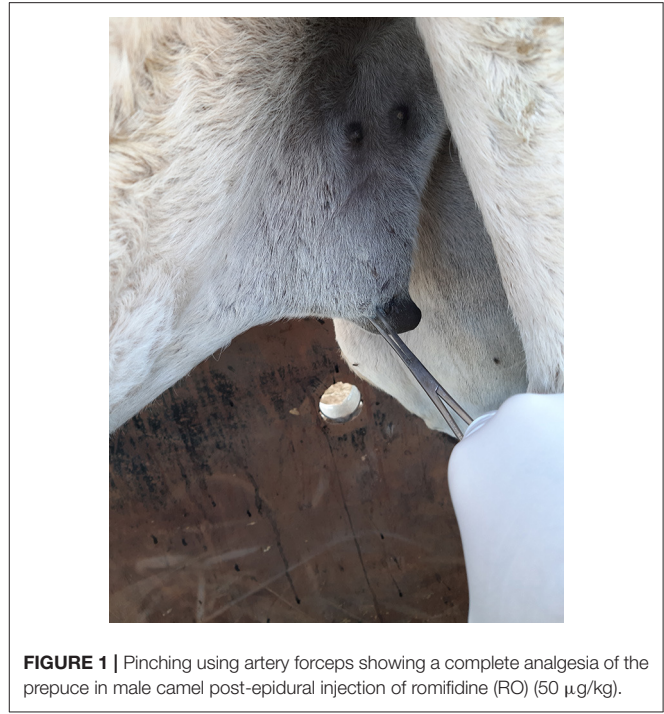 FIGURE 1 | Pinching using artery forceps showing a complete analgesia of the
prepuce in male camel post-epidural injection of romifidine (RO) (50 μg/kg).